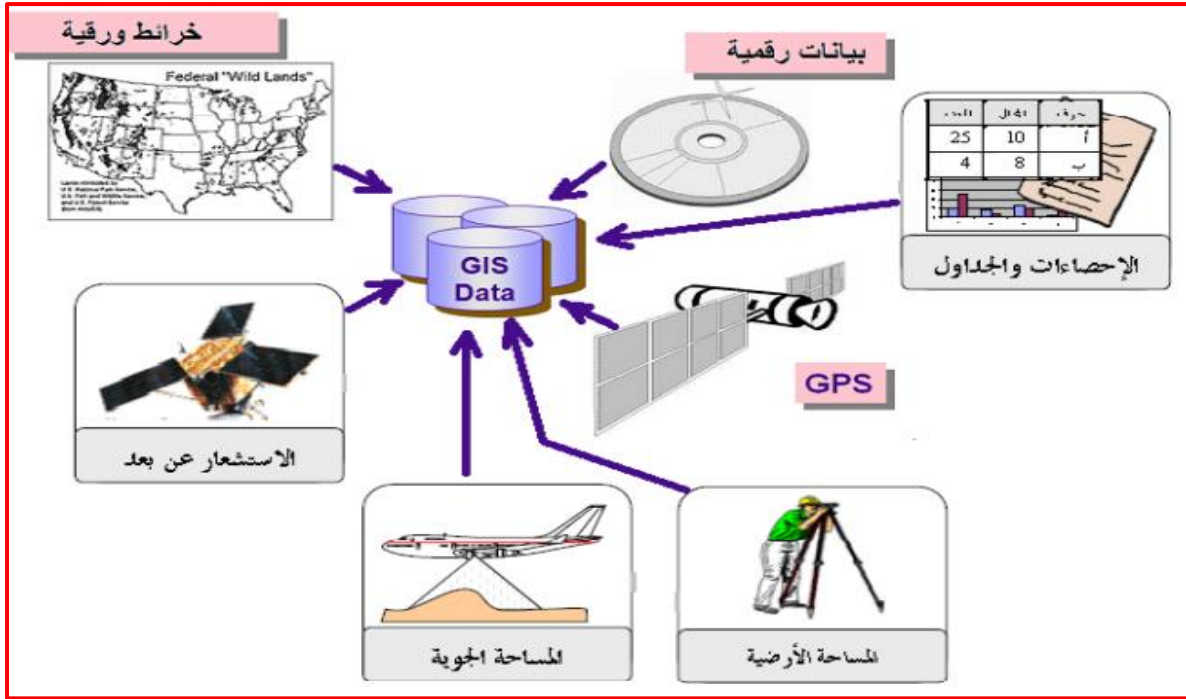 خرائط ورقية
بيانات رقمية
Federal "Wild Lands"
25 10 أ
4 8 ب
الإحصاءات والجداول
GIS
Data
GPS
الاستشعار عن بعد
المساحة الجوية
المساحة الأرضية